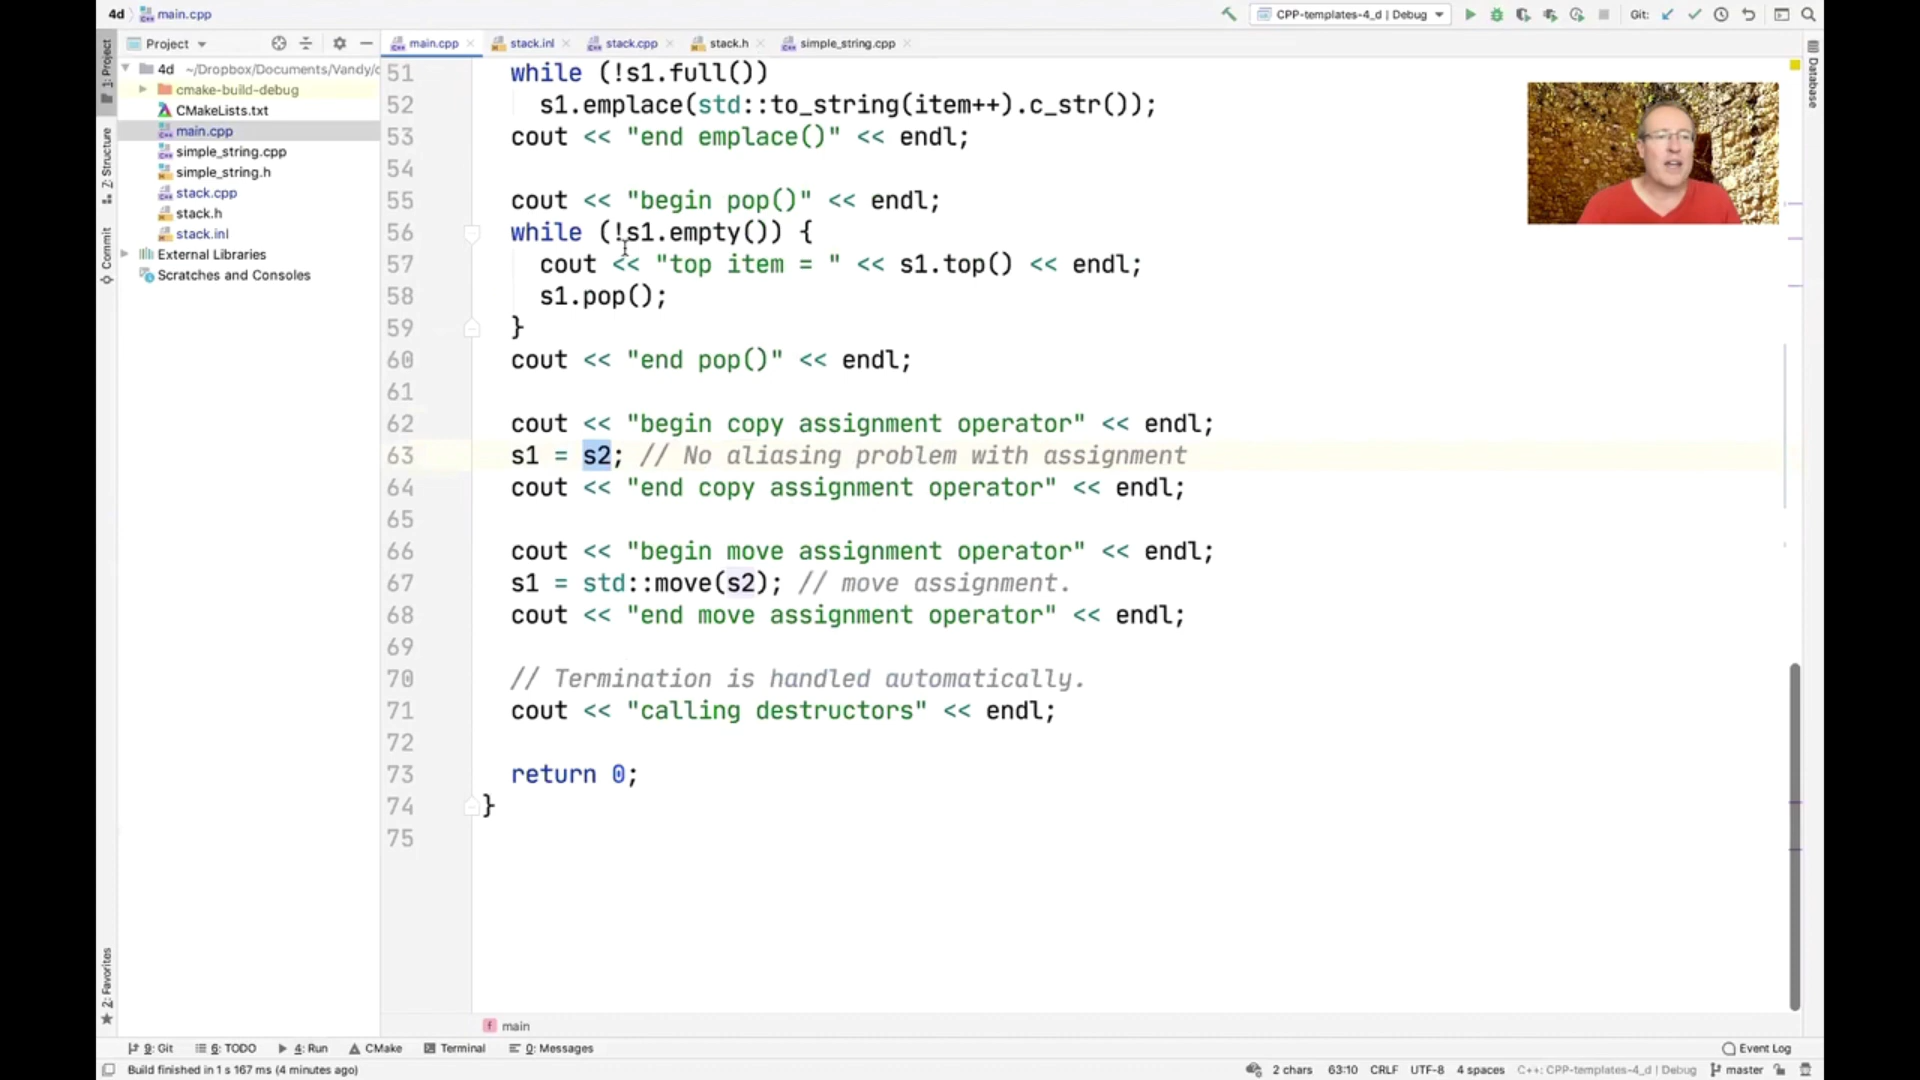 4d main.cpp
CPP-templates-4_d | Debug
Git:
Project
main.cpp
stack.inl
stack.cpp
stack.h
simple_string.cpp
1: Project
Z: Structure
Commit
2: Favorites
Database
4d ~/Dropbox/Documents/Vandy/c
cmake-build-debug
CMakeLists.txt
main.cpp
simple_string.cpp
simple_string.h
stack.cpp
stack.h
stack.inl
External Libraries
Scratches and Consoles
51 while (!s1.full())
52 s1.emplace(std::to_string(item++).c_str());
53 cout << "end emplace()" << endl;
54
55 cout << "begin pop()" << endl;
56 while (!s1.empty()) {
57 cout << "top item = " << s1.top() << endl;
58 s1.pop();
59 }
60 cout << "end pop()" << endl;
61
62 cout << "begin copy assignment operator" << endl;
63 s1 = s2; // No aliasing problem with assignment
64 cout << "end copy assignment operator" << endl;
65
66 cout << "begin move assignment operator" << endl;
67 s1 = std::move(s2); // move assignment.
68 cout << "end move assignment operator" << endl;
69
70 // Termination is handled automatically.
71 cout << "calling destructors" << endl;
72
73 return 0;
74 }
75
f main
9: Git
6: TODO
4: Run
CMake
Terminal
0: Messages
Event Log
Build finished in 1 s 167 ms (4 minutes ago)
2 chars 63:10 CRLF UTF-8 4 spaces C++: CPP-templates-4_d | Debug master